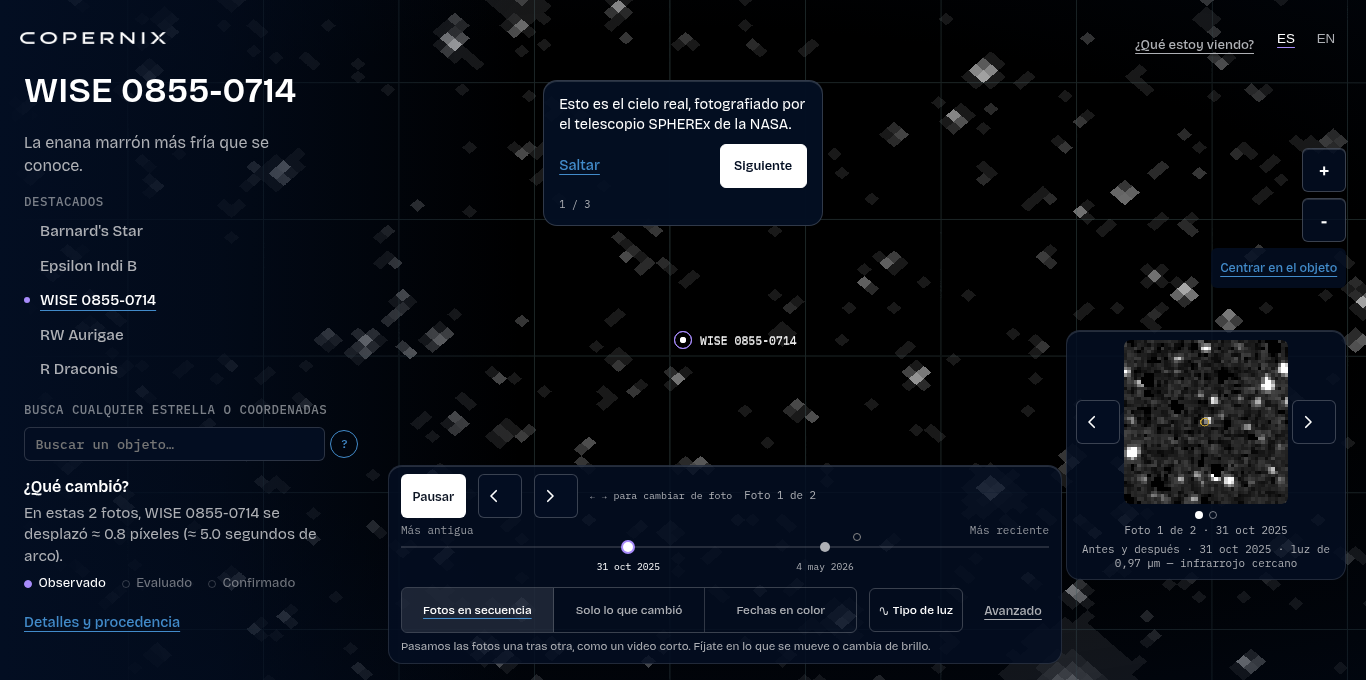 COPERNIX
¿Qué estoy viendo?
ES
EN
WISE 0855-0714
La enana marrón más fría que se
conoce.
DESTACADOS
Barnard's Star
Epsilon Indi B
WISE 0855-0714
RW Aurigae
R Draconis
BUSCA CUALQUIER ESTRELLA O COORDENADAS
Buscar un objeto…
?
¿Qué cambió?
En estas 2 fotos, WISE 0855-0714 se
desplazó ≈ 0.8 píxeles (≈ 5.0 segundos de
arco).
Observado
Evaluado
Confirmado
Detalles y procedencia
Esto es el cielo real, fotografiado por
el telescopio SPHEREx de la NASA.
Saltar
Siguiente
1 / 3
WISE 0855-0714
+
-
Centrar en el objeto
Foto 1 de 2 · 31 oct 2025
Antes y después · 31 oct 2025 · luz de
0,97 µm — infrarrojo cercano
Pausar
← → para cambiar de foto
Foto 1 de 2
Más antigua
Más reciente
31 oct 2025
4 may 2026
Fotos en secuencia
Solo lo que cambió
Fechas en color
∿ Tipo de luz
Avanzado
Pasamos las fotos una tras otra, como un video corto. Fíjate en lo que se mueve o cambia de brillo.